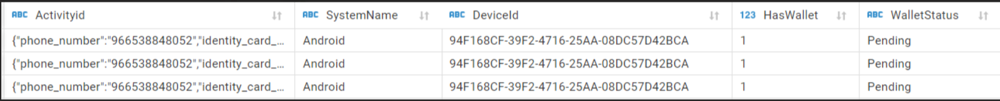 ABC Activityid ABC SystemName ABC DeviceId 123 HasWallet ABC WalletStatus
{"phone_number":"966538848052","identity_card_... Android 94F168CF-39F2-4716-25AA-08DC57D42BCA 1 Pending
{"phone_number":"966538848052","identity_card_... Android 94F168CF-39F2-4716-25AA-08DC57D42BCA 1 Pending
{"phone_number":"966538848052","identity_card_... Android 94F168CF-39F2-4716-25AA-08DC57D42BCA 1 Pending